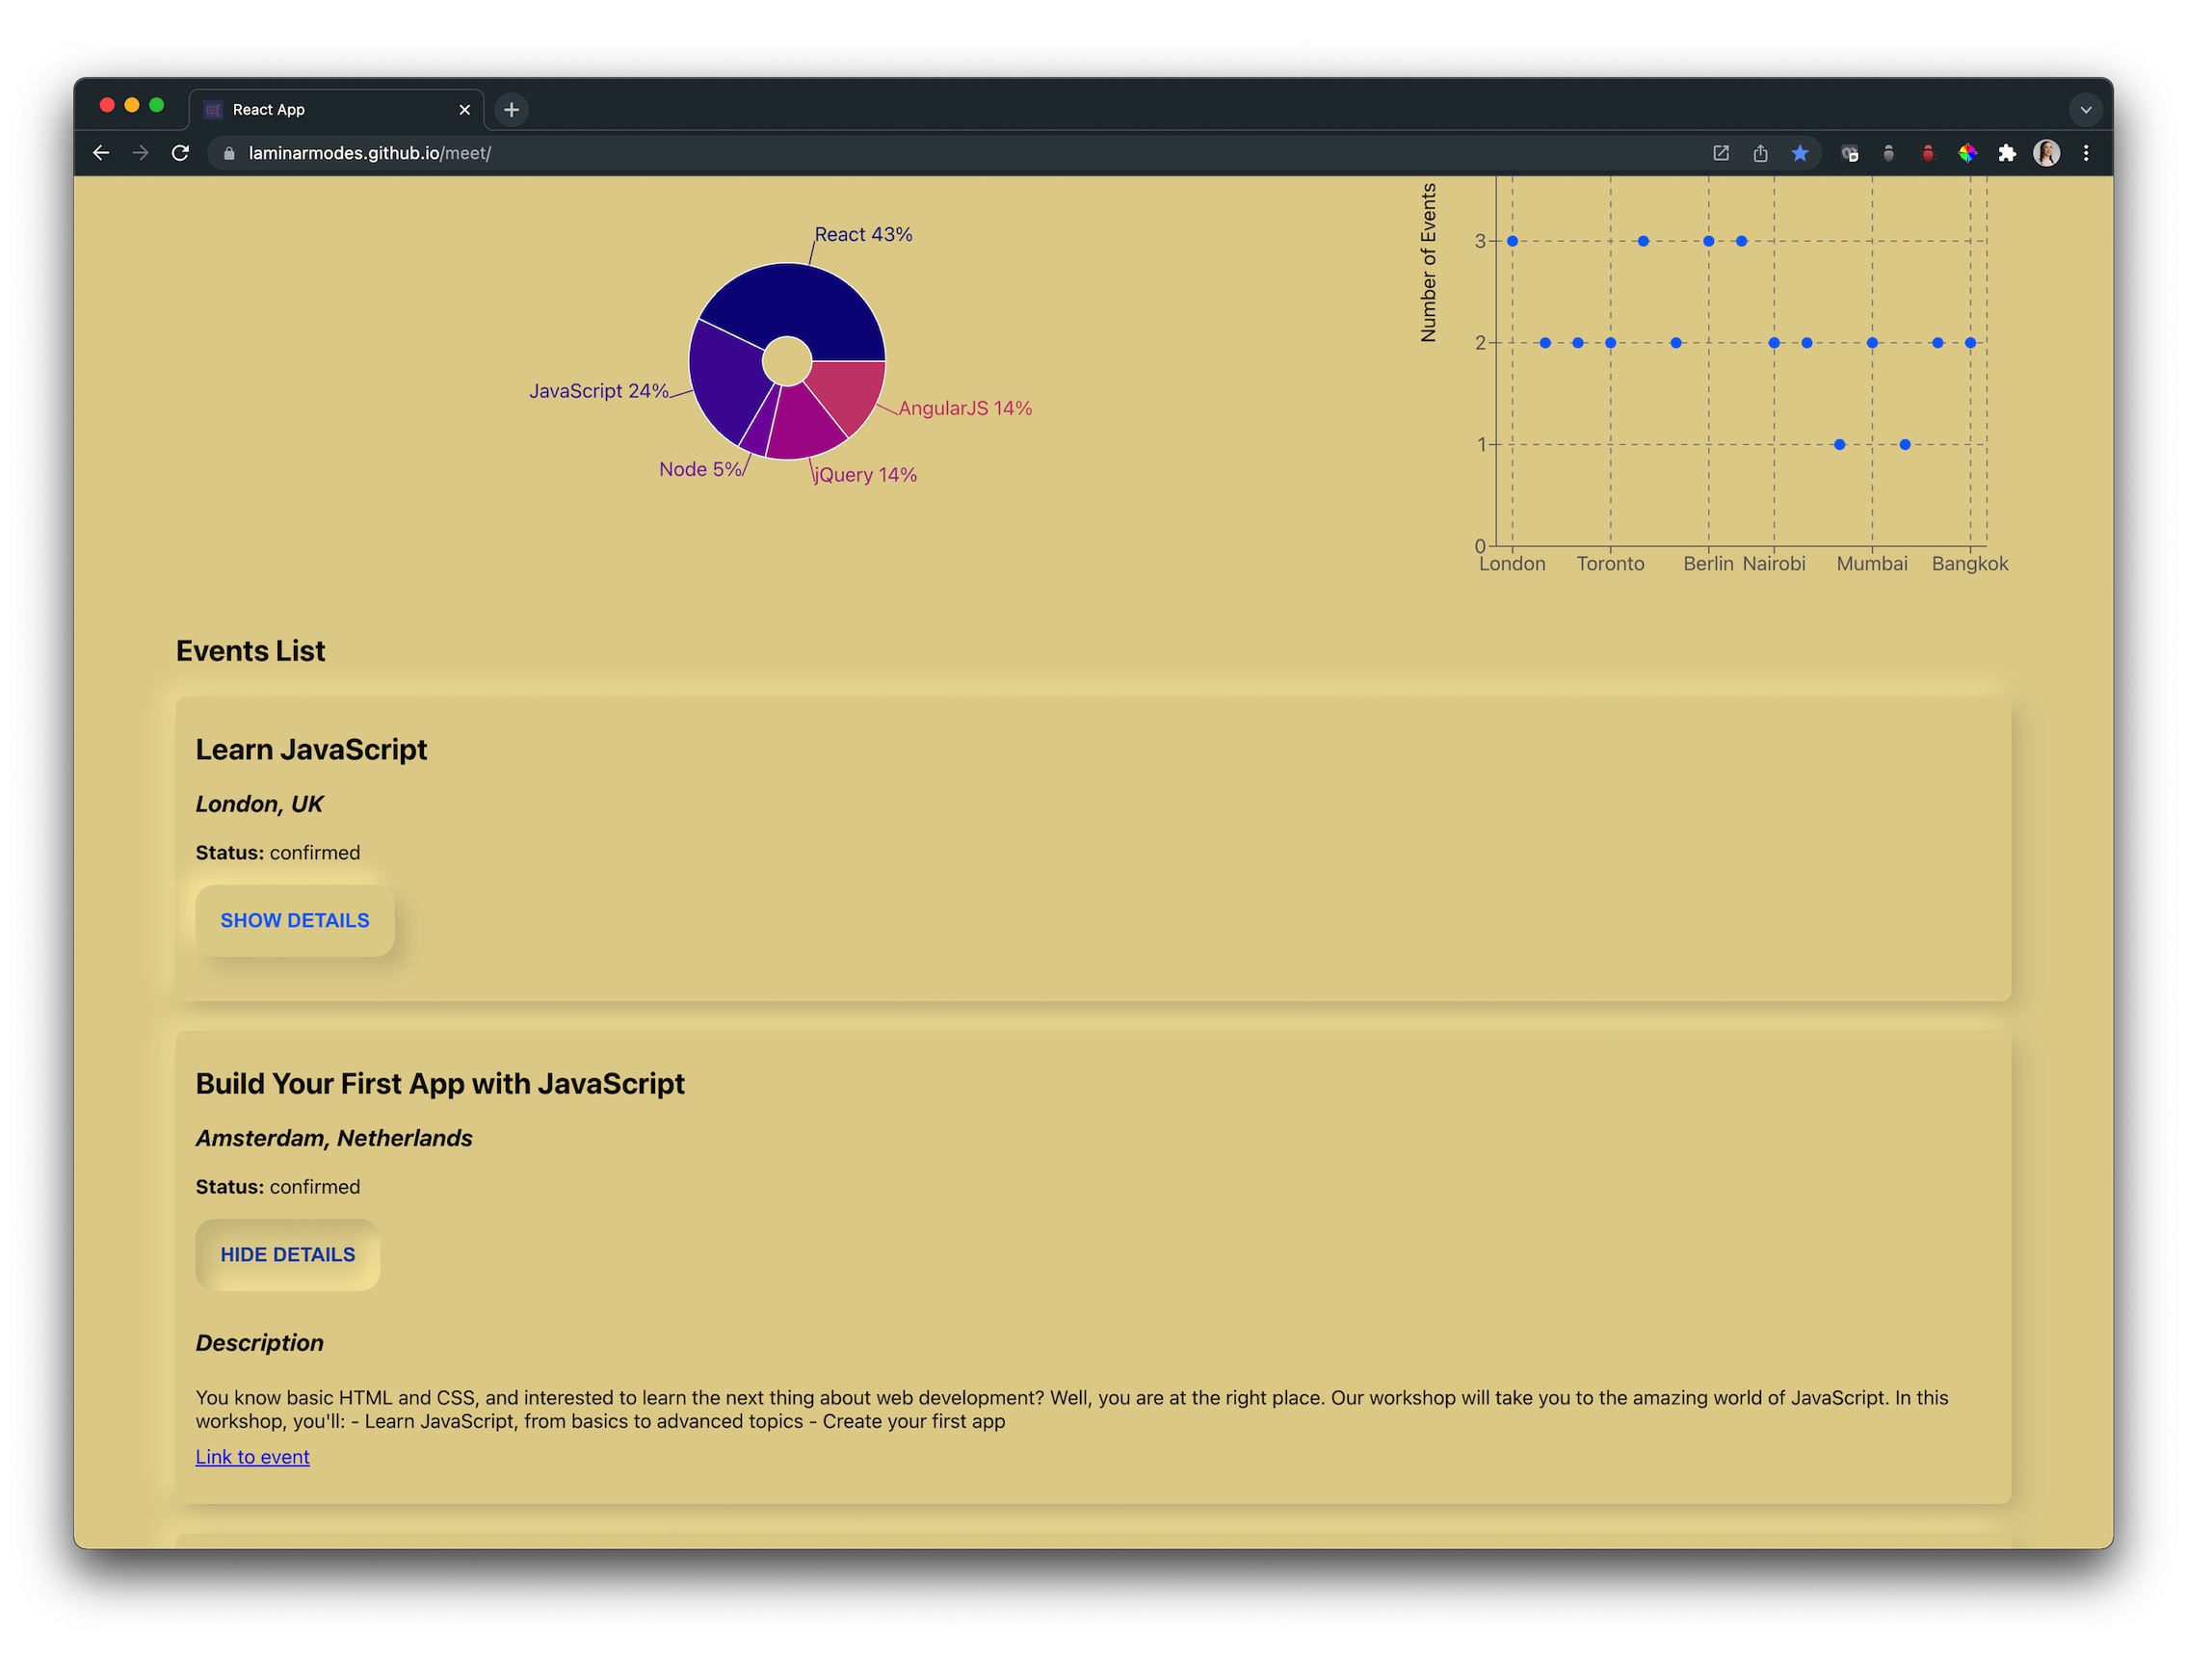 React App
laminarmodes.github.io/meet/
React 43%
JavaScript 24%
AngularJS 14%
Node 5%
jQuery 14%
Number of Events
3
2
1
0
London Toronto Berlin Nairobi Mumbai Bangkok
Events List
Learn JavaScript
London, UK
Status: confirmed
SHOW DETAILS
Build Your First App with JavaScript
Amsterdam, Netherlands
Status: confirmed
HIDE DETAILS
Description
You know basic HTML and CSS, and interested to learn the next thing about web development? Well, you are at the right place. Our workshop will take you to the amazing world of JavaScript. In this
workshop, you'll: - Learn JavaScript, from basics to advanced topics - Create your first app
Link to event